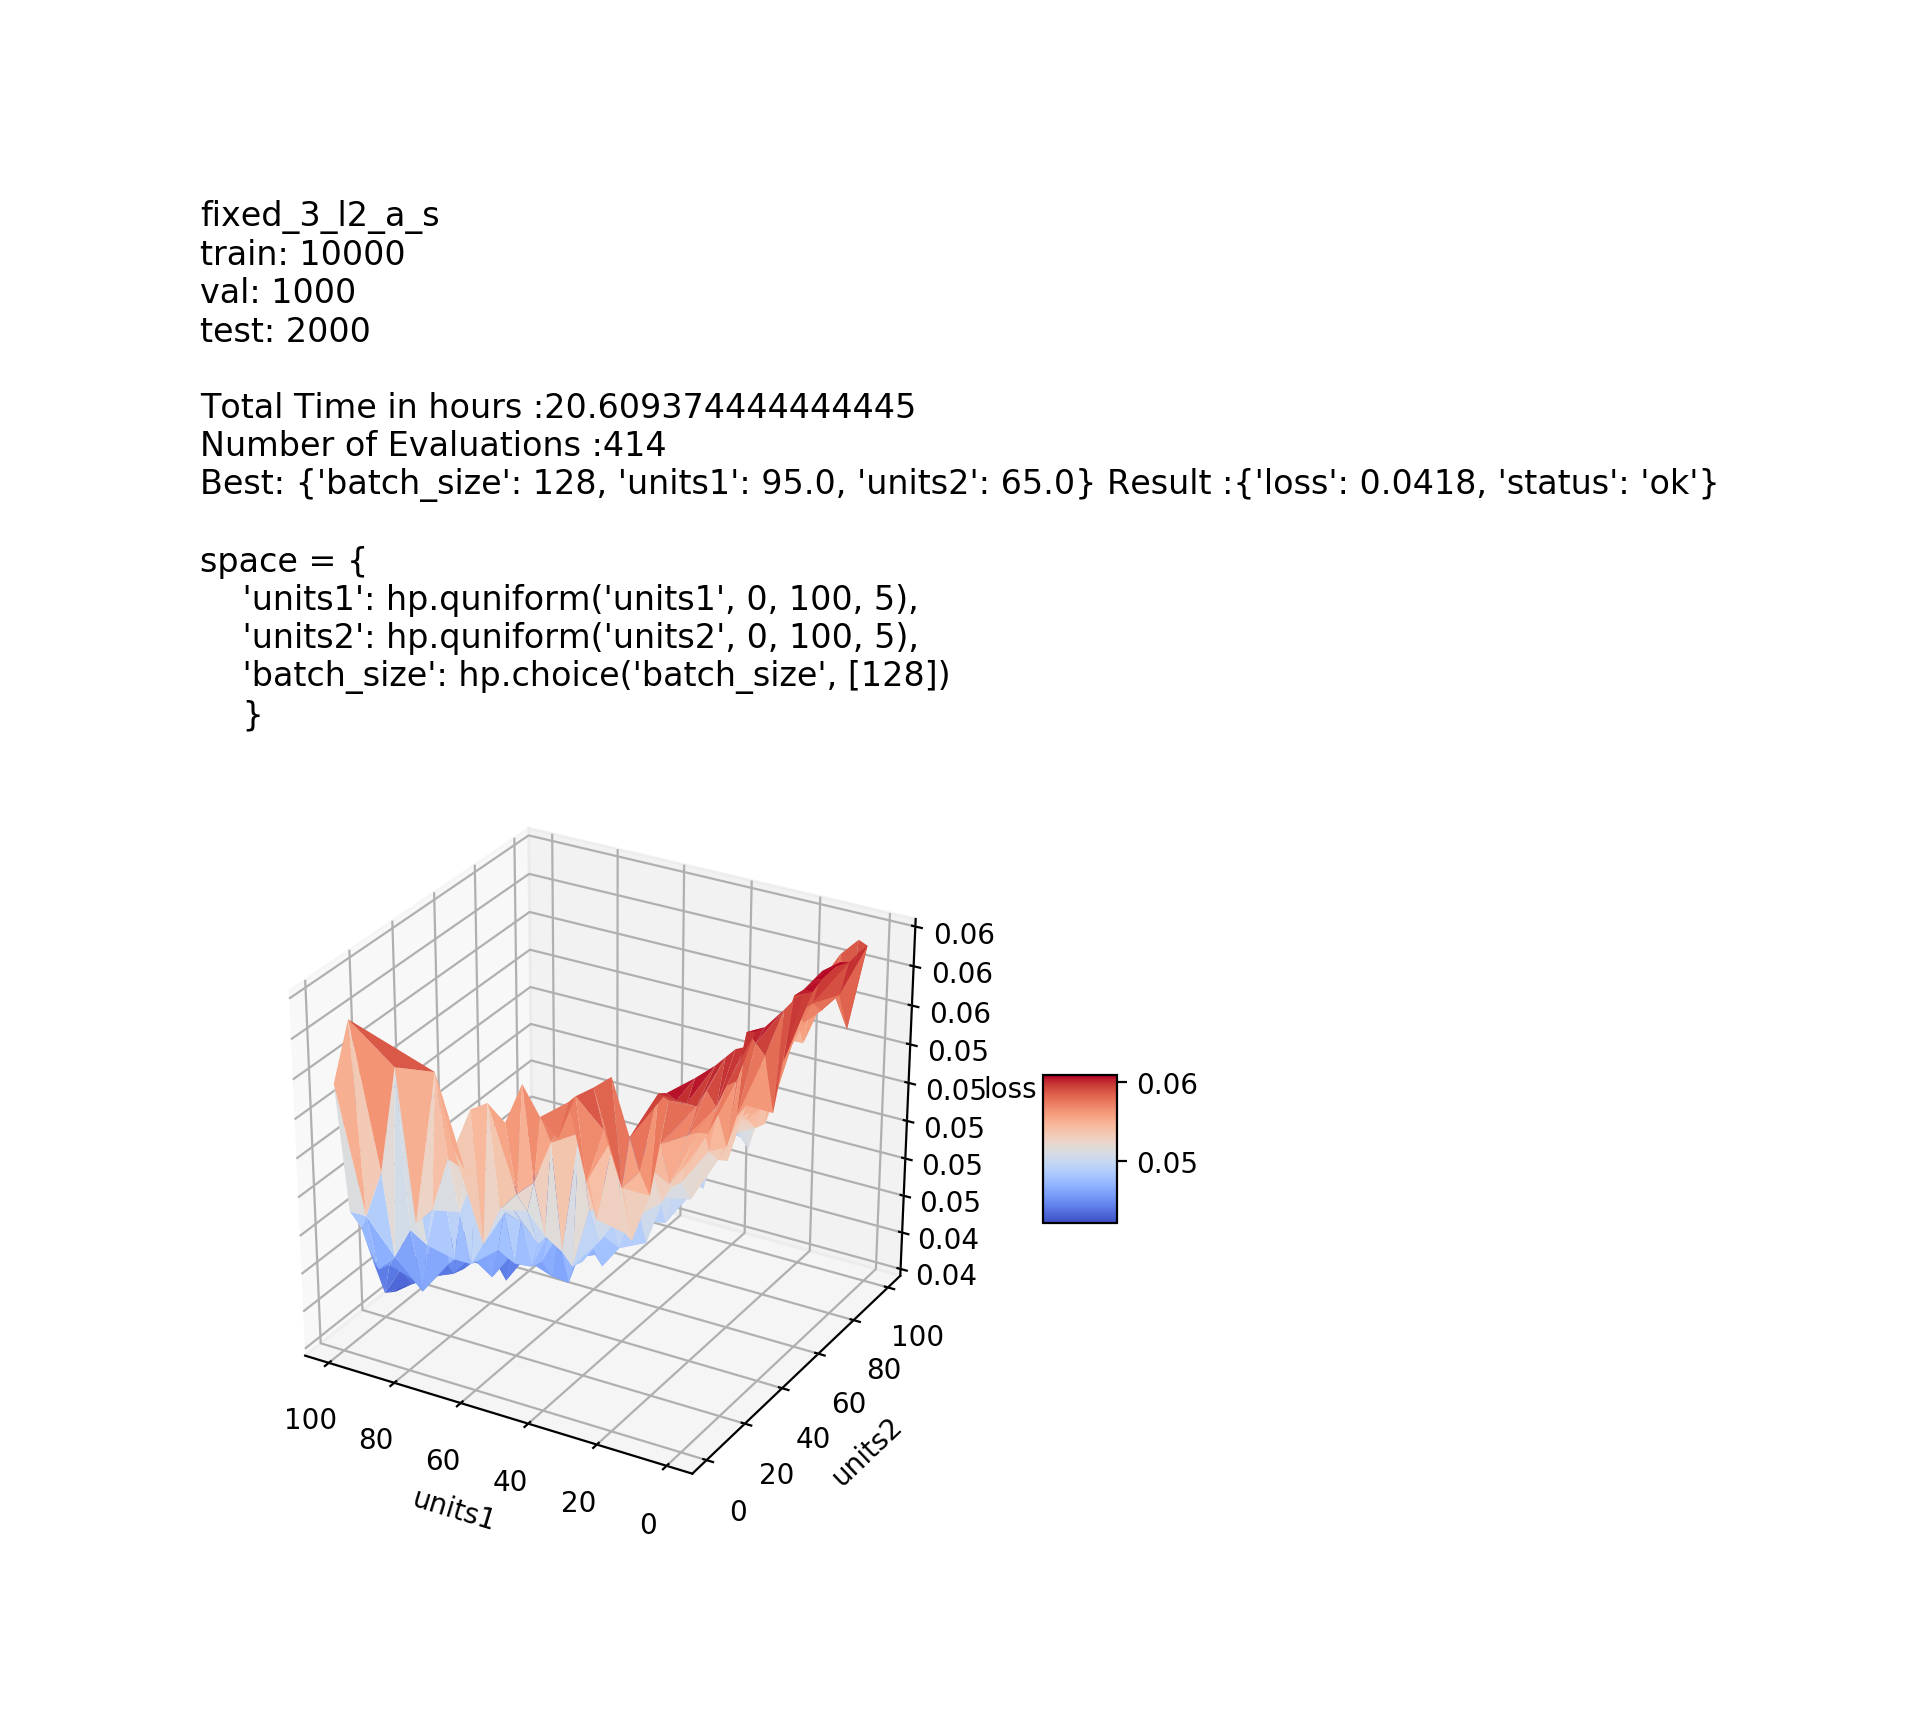 fixed_3_l2_a_s
train: 10000
val: 1000
test: 2000
Total Time in hours :20.609374444444445
Number of Evaluations :414
Best: {'batch_size': 128, 'units1': 95.0, 'units2': 65.0} Result :{'loss': 0.0418, 'status': 'ok'}
space = {
'units1': hp.quniform('units1', 0, 100, 5),
'units2': hp.quniform('units2', 0, 100, 5),
'batch_size': hp.choice('batch_size', [128])
}
0.06
0.06
0.06
0.05
0.05
0.05
0.05
0.05
0.04
0.04
loss
0.06
0.05
100
80
60
40
20
0
units1
0
20
40
60
80
100
units2